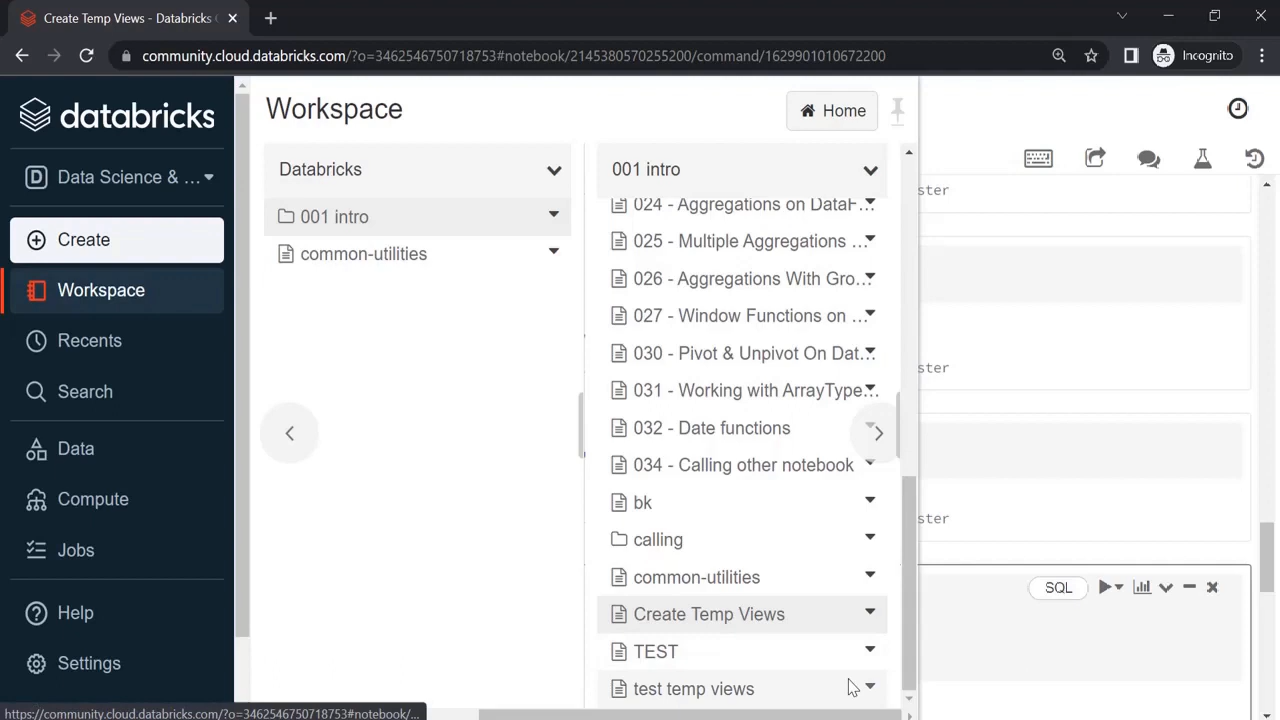 Create Temp Views - Databricks
community.cloud.databricks.com/?o=3462546750718753#notebook/2145380570255200/command/1629901010672200
Incognito
databricks
Data Science & ...
Create
Workspace
Recents
Search
Data
Compute
Jobs
Help
Settings
Workspace
Home
Databricks
001 intro
common-utilities
001 intro
024 - Aggregations on DataF...
025 - Multiple Aggregations ...
026 - Aggregations With Gro...
027 - Window Functions on ...
030 - Pivot & Unpivot On Dat...
031 - Working with ArrayType...
032 - Date functions
034 - Calling other notebook
bk
calling
common-utilities
Create Temp Views
TEST
test temp views
ster
ster
ster
SQL
https://community.cloud.databricks.com/?o=3462546750718753#notebook/...